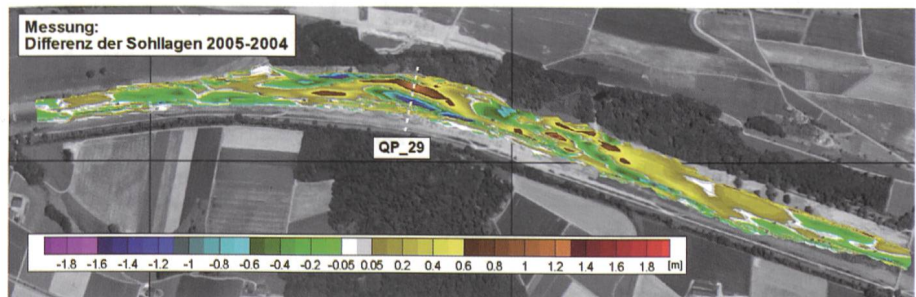 Messung:
Differenz der Sohllagen 2005-2004
QP_29
-1.8 -1.6 -1.4 -1.2 -1 -0.8 -0.6 -0.4 -0.2 -0.05 0.05 0.2 0.4 0.6 0.8 1 1.2 1.4 1.6 1.8 [m]